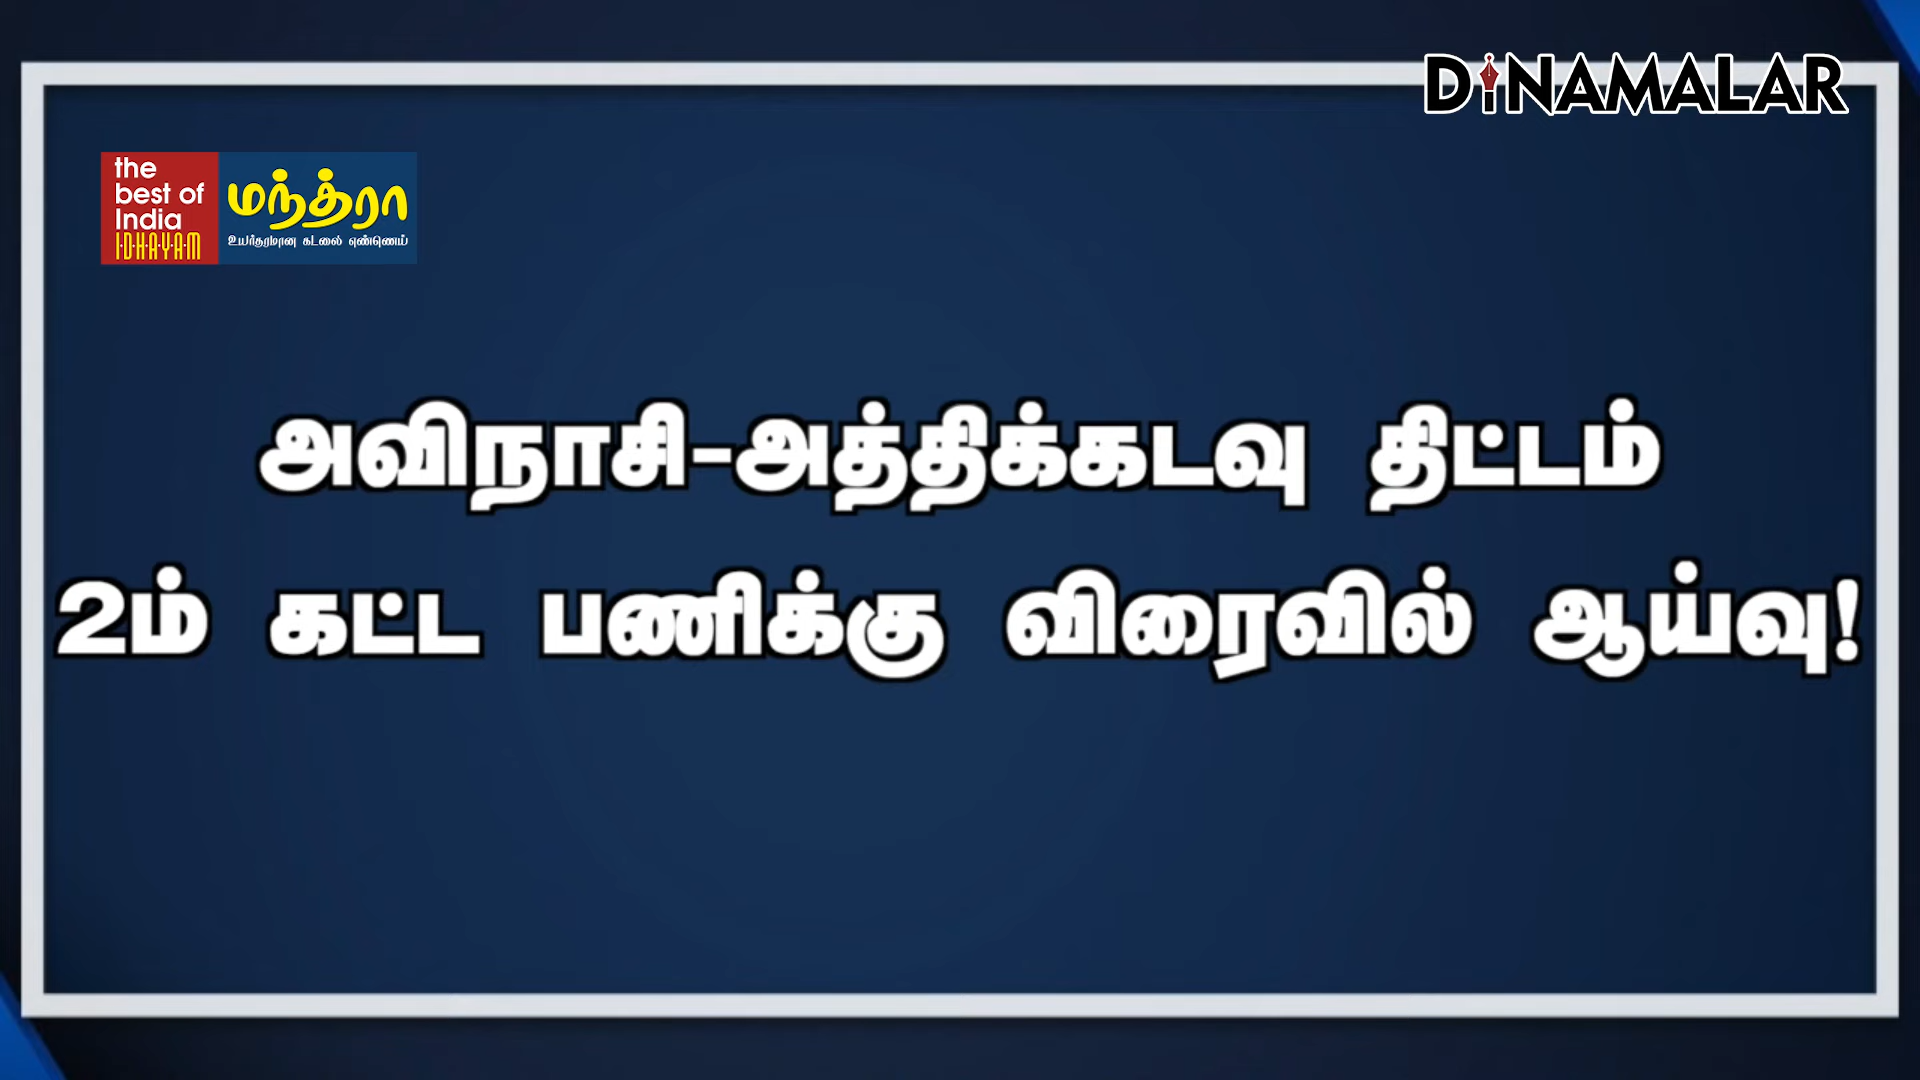 DINAMALAR
the
best of
India
IDHAYAM
மந்த்ரா
உயர்தரமான கடலை எண்ணெய்
அவிநாசி-அத்திக்கடவு திட்டம்
2ம் கட்ட பணிக்கு விரைவில் ஆய்வு!